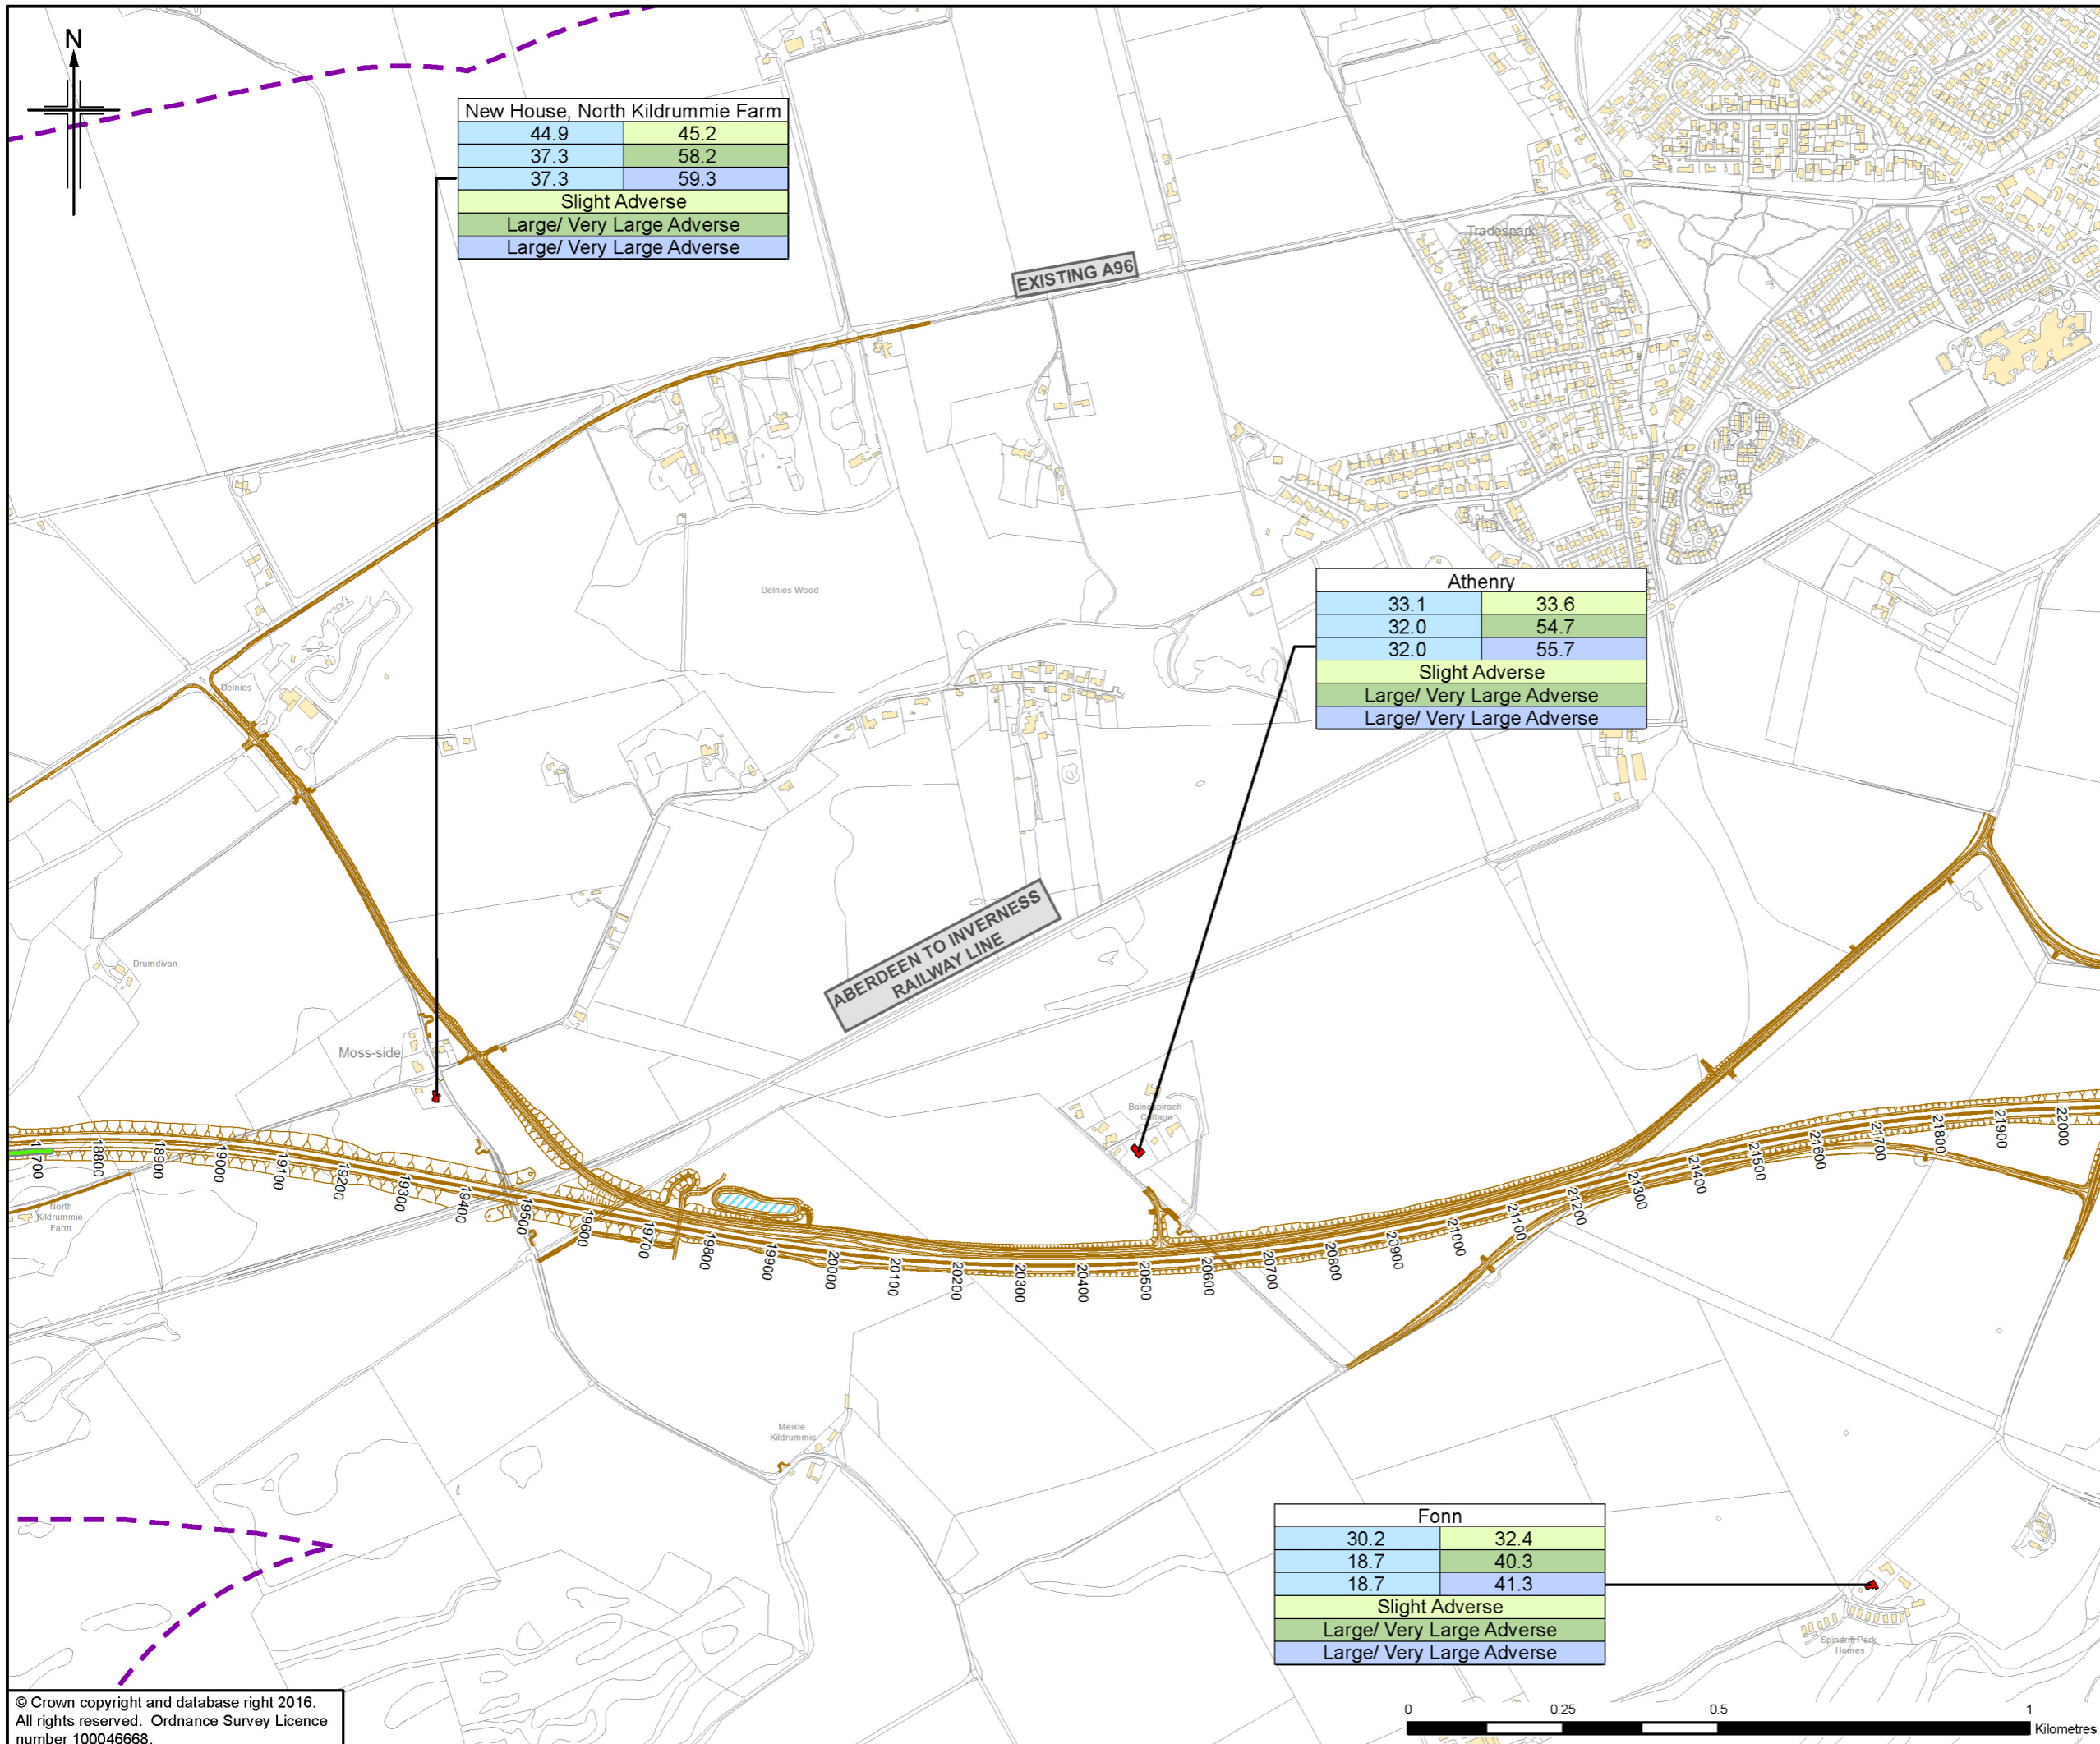 N
New House, North Kildrummie Farm
44.9 45.2
37.3 58.2
37.3 59.3
Slight Adverse
Large/ Very Large Adverse
Large/ Very Large Adverse
Tradespark
EXISTING A96
Delnies Wood
Athenry
33.1 33.6
32.0 54.7
32.0 55.7
Slight Adverse
Large/ Very Large Adverse
Large/ Very Large Adverse
Delnies
ABERDEEN TO INVERNESS
RAILWAY LINE
Drumdivan
Moss-side
Balnaspirach
Cottage
700
18800
18900
19000
19100
19200
19300
19400
19500
19600
19700
19800
19900
20000
20100
20200
20300
20400
20500
20600
20700
20800
20900
21000
21100
21200
21300
21400
21500
21600
21700
21800
21900
22000
North
Kildrummie
Farm
Meikle
Kildrummie
Fonn
30.2 32.4
18.7 40.3
18.7 41.3
Slight Adverse
Large/ Very Large Adverse
Large/ Very Large Adverse
Spindrift Park
Homes
© Crown copyright and database right 2016.
All rights reserved. Ordnance Survey Licence
number 100046668.
0 0.25 0.5 1
Kilometres